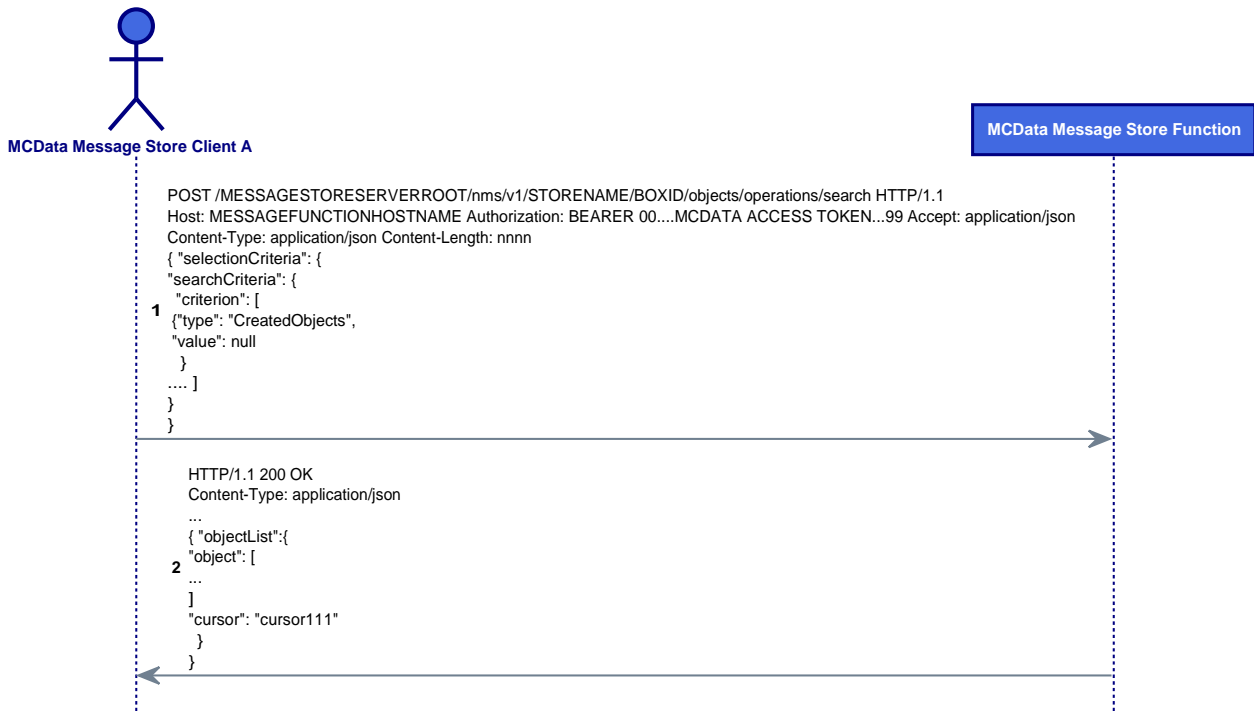 MCData Message Store Client A
MCData Message Store Function
POST /MESSAGESTORESERVERROOT/nms/v1/STORENAME/BOXID/objects/operations/search HTTP/1.1
Host: MESSAGEFUNCTIONHOSTNAME Authorization: BEARER 00....MCDATA ACCESS TOKEN...99 Accept: application/json
Content-Type: application/json Content-Length: nnnn
{ "selectionCriteria": {
"searchCriteria": {
"criterion": [
1
{"type": "CreatedObjects",
"value": null
}
.... ]
}
}
HTTP/1.1 200 OK
Content-Type: application/json
...
{ "objectList":{
"object": [
2
...
]
"cursor": "cursor111"
}
}